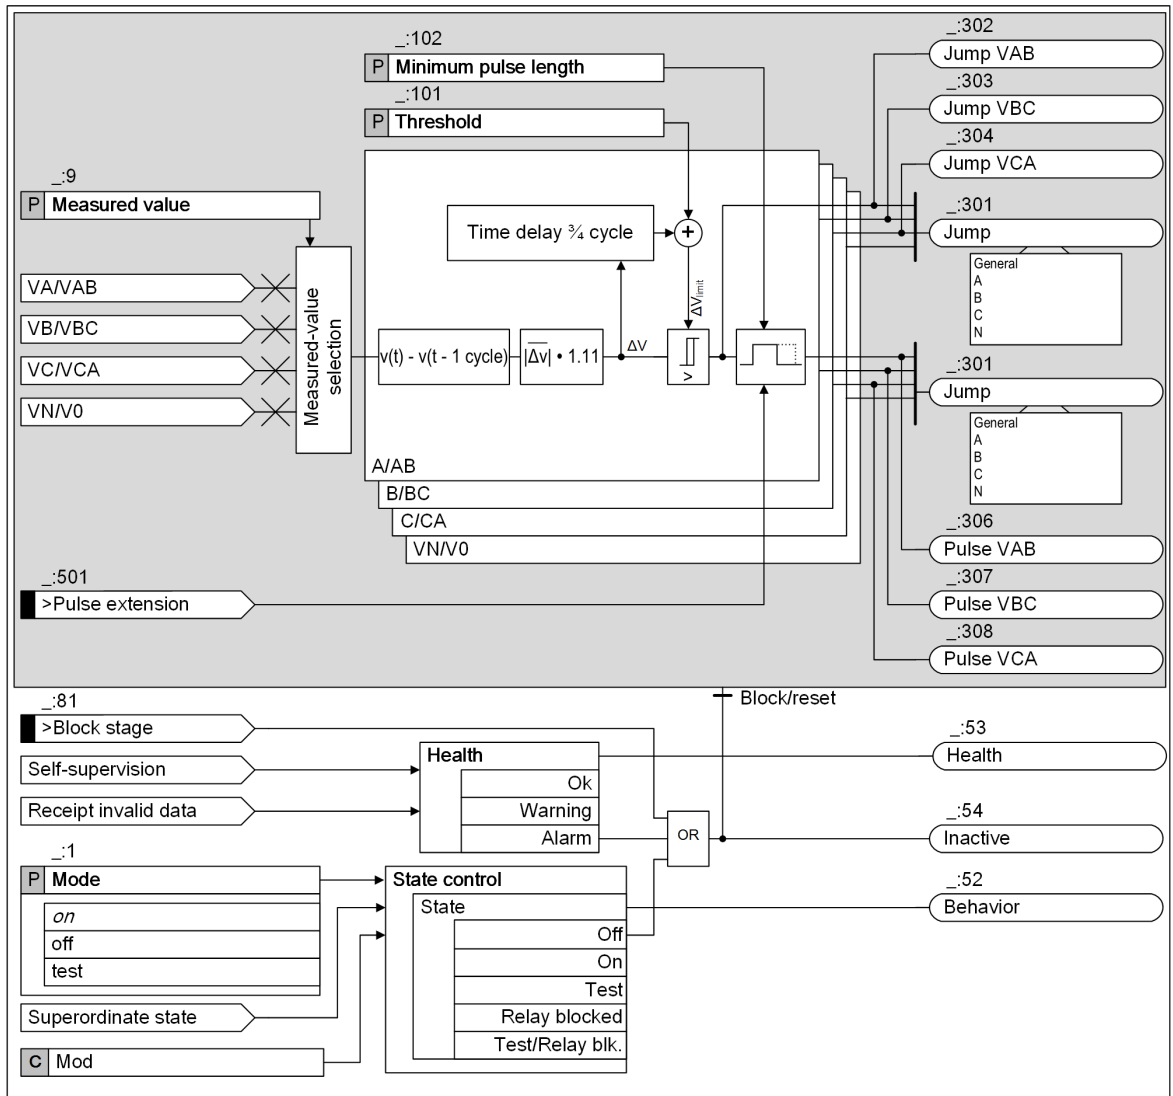 _:302
Jump VAB
_:102
P Minimum pulse length
_:303
Jump VBC
_:101
P Threshold
_:304
Jump VCA
_:9
P Measured value
_:301
Jump
General
A
B
C
N
Time delay ¾ cycle
+
ΔVlimit
VA/VAB
VB/VBC
VC/VCA
VN/V0
Measured-value
selection
v(t) - v(t - 1 cycle)
|Δv̅| • 1.11
ΔV
v
_:301
Jump
General
A
B
C
N
A/AB
B/BC
C/CA
VN/V0
_:306
Pulse VAB
_:501
>Pulse extension
_:307
Pulse VBC
_:308
Pulse VCA
Block/reset
_:81
>Block stage
Self-supervision
Receipt invalid data
Health
Ok
Warning
Alarm
OR
_:53
Health
_:54
Inactive
_:1
P Mode
on
off
test
Superordinate state
C Mod
State control
State
Off
On
Test
Relay blocked
Test/Relay blk.
_:52
Behavior